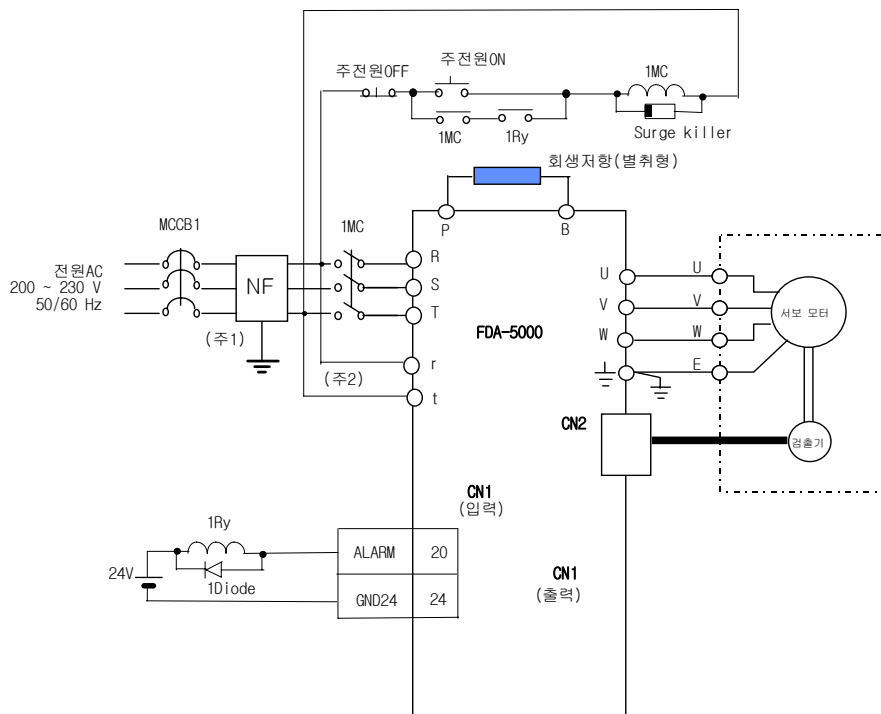 주전원OFF
주전원ON
1MC
1MC
1Ry
Surge killer
회생저항(별취형)
P
B
MCCB1
1MC
전원AC
200 ~ 230 V
50/60 Hz
NF
(주1)
R
S
T
(주2)
r
t
FDA-5000
U
U
V
V
W
W
E
서보 모터
CN2
검출기
CN1
(입력)
1Ry
ALARM
20
24V
1Diode
GND24
24
CN1
(출력)